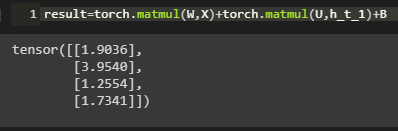 1 result=torch.matmul(W,X)+torch.matmul(U,h_t_1)+B
tensor([[1.9036],
[3.9540],
[1.2554],
[1.7341]])